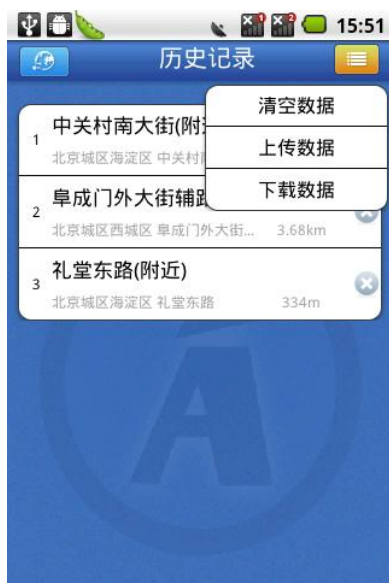 15:51
历史记录
清空数据
上传数据
下载数据
1
中关村南大街(附
北京城区海淀区 中关村
2
阜成门外大街辅路
北京城区西城区 阜成门外大街... 3.68km
3
礼堂东路(附近)
北京城区海淀区 礼堂东路 334m